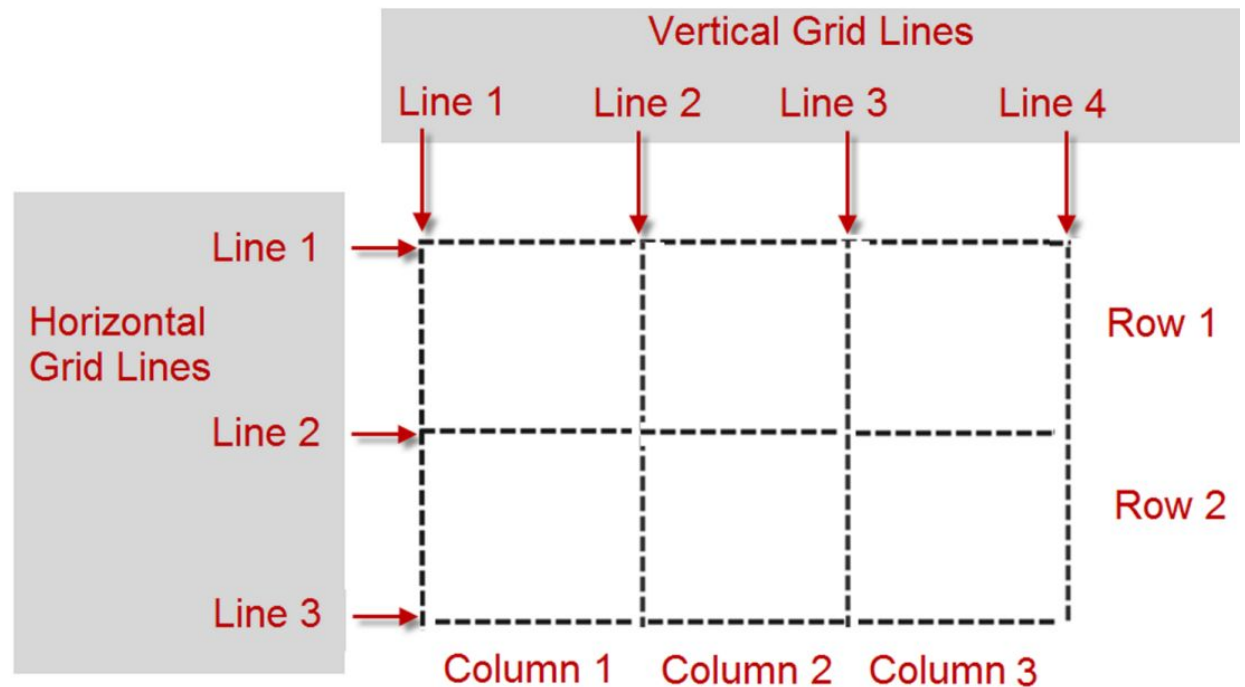 Vertical Grid Lines
Line 1 Line 2 Line 3 Line 4
Line 1
Horizontal
Grid Lines
Row 1
Line 2
Row 2
Line 3
Column 1 Column 2 Column 3